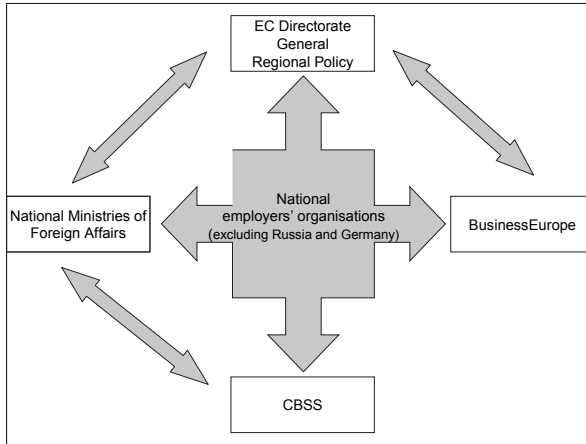 EC Directorate
General
Regional Policy
National Ministries of
Foreign Affairs
National
employers' organisations
(excluding Russia and Germany)
BusinessEurope
CBSS